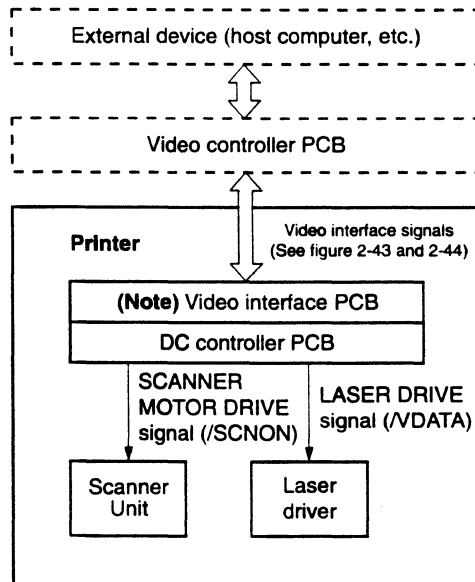 External device (host computer, etc.)
Video controller PCB
Video interface signals
(See figure 2-43 and 2-44)
Printer
(Note) Video interface PCB
DC controller PCB
SCANNER
MOTOR DRIVE
signal (/SCNON)
LASER DRIVE
signal (/VDATA)
Scanner
Unit
Laser
driver